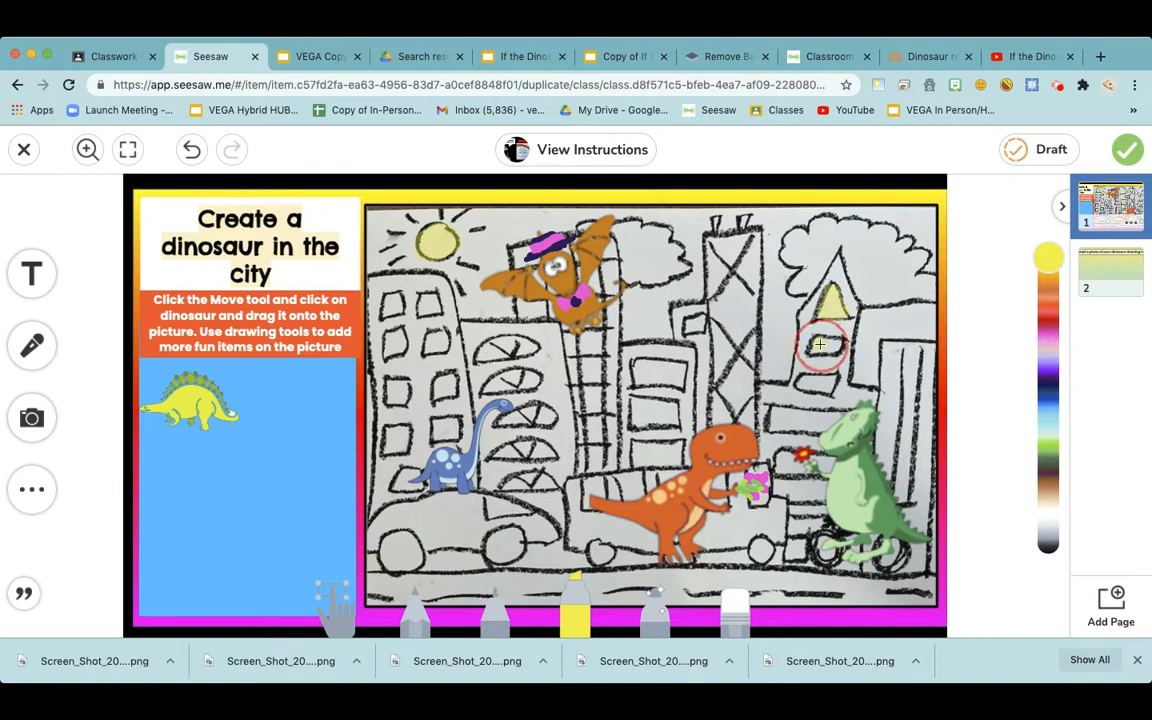 Classwork
Seesaw
VEGA Copy
Search res
If the Dinos
Copy of If
Remove Ba
Classroom
Dinosaur re
If the Dino
https://app.seesaw.me/#/item/item.c57fd2fa-ea63-4956-83d7-a0cef8848f01/duplicate/class/class.d8f571c5-bfeb-4ea7-af09-228080...
Apps
Launch Meeting -...
VEGA Hybrid HUB...
Copy of In-Person...
Inbox (5,836) - ve...
My Drive - Google...
Seesaw
Classes
YouTube
VEGA In Person/H...
View Instructions
Draft
Create a
dinosaur in the
city
Click the Move tool and click on
dinosaur and drag it onto the
picture. Use drawing tools to add
more fun items on the picture
T
1
2
Add Page
Screen_Shot_20....png
Screen_Shot_20....png
Screen_Shot_20....png
Screen_Shot_20....png
Screen_Shot_20....png
Show All